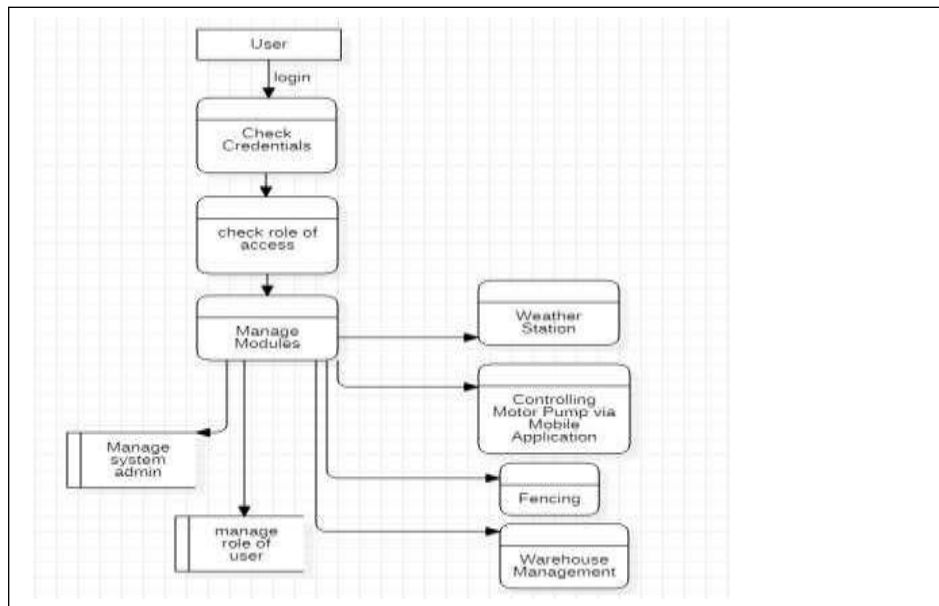 User
login
Check
Credentials
check role of
access
Manage
Modules
Weather
Station
Controlling
Motor Pump via
Mobile
Application
Manage
system
admin
Fencing
manage
role of
user
Warehouse
Management